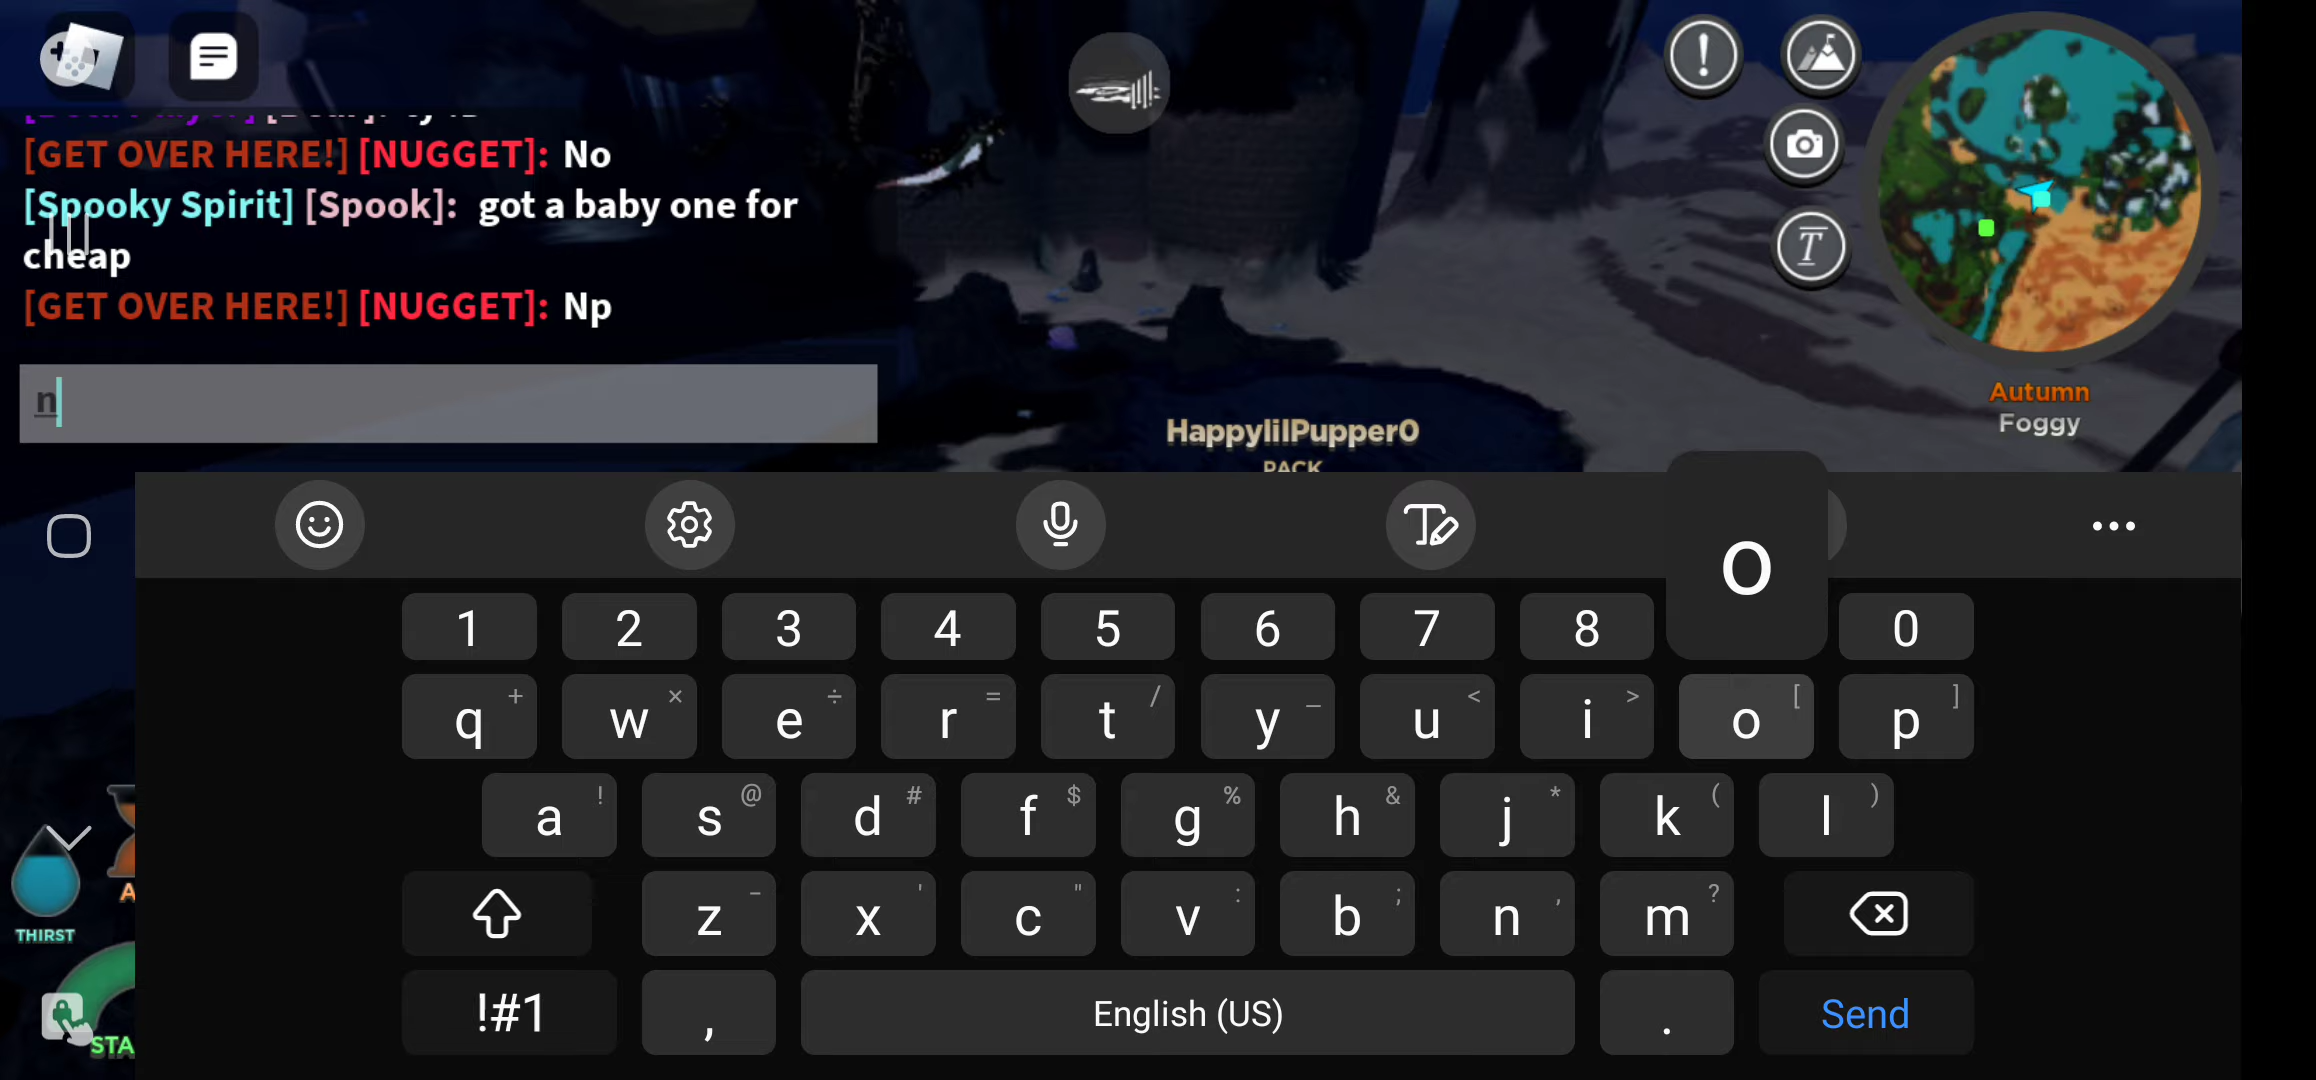 [GET OVER HERE!] [NUGGET]: No
[Spooky Spirit] [Spook]: got a baby one for
cheap
[GET OVER HERE!] [NUGGET]: Np
n
Autumn
Foggy
HappylilPupper0
PACK
o
1 2 3 4 5 6 7 8 0
+ × ÷ = / _ < > [ ]
q w e r t y u i o p
! @ # $ % & * ( )
a s d f g h j k l
- ' " : ; , ?
z x c v b n m
THIRST
!#1 , English (US) . Send
STA